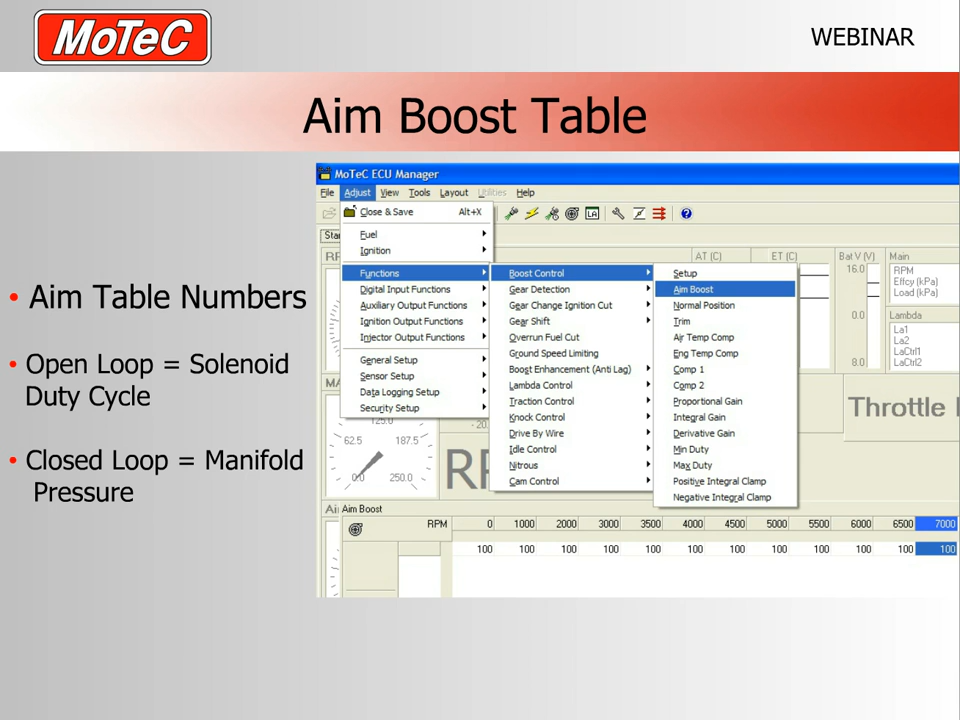 MoTeC
WEBINAR
Aim Boost Table
• Aim Table Numbers
• Open Loop = Solenoid
Duty Cycle
• Closed Loop = Manifold
Pressure
MoTeC ECU Manager
File Adjust View Tools Layout Utilities Help
Close & Save Alt+X
Fuel
Ignition
Functions
Digital Input Functions
Auxiliary Output Functions
Ignition Output Functions
Injector Output Functions
General Setup
Sensor Setup
Data Logging Setup
Security Setup
Boost Control
Gear Detection
Gear Change Ignition Cut
Gear Shift
Overrun Fuel Cut
Ground Speed Limiting
Boost Enhancement (Anti Lag)
Lambda Control
Traction Control
Knock Control
Drive By Wire
Idle Control
Nitrous
Cam Control
Setup
Aim Boost
Normal Position
Trim
Air Temp Comp
Eng Temp Comp
Comp 1
Comp 2
Proportional Gain
Integral Gain
Derivative Gain
Min Duty
Max Duty
Positive Integral Clamp
Negative Integral Clamp
LA
Sta
RP
AT (C) ET (C) Bat V (V) Main
16.0
0.0
8.0
RPM
Effcy (kPa)
Load (kPa)
Lambda
La1
La2
LaCtrl1
LaCtrl2
Throttle
MA
125.0
62.5 187.5
0.0 250.0
-20.
RP
Ai
Aim Boost
RPM 0 1000 2000 3000 3500 4000 4500 5000 5500 6000 6500 7000
100 100 100 100 100 100 100 100 100 100 100 100